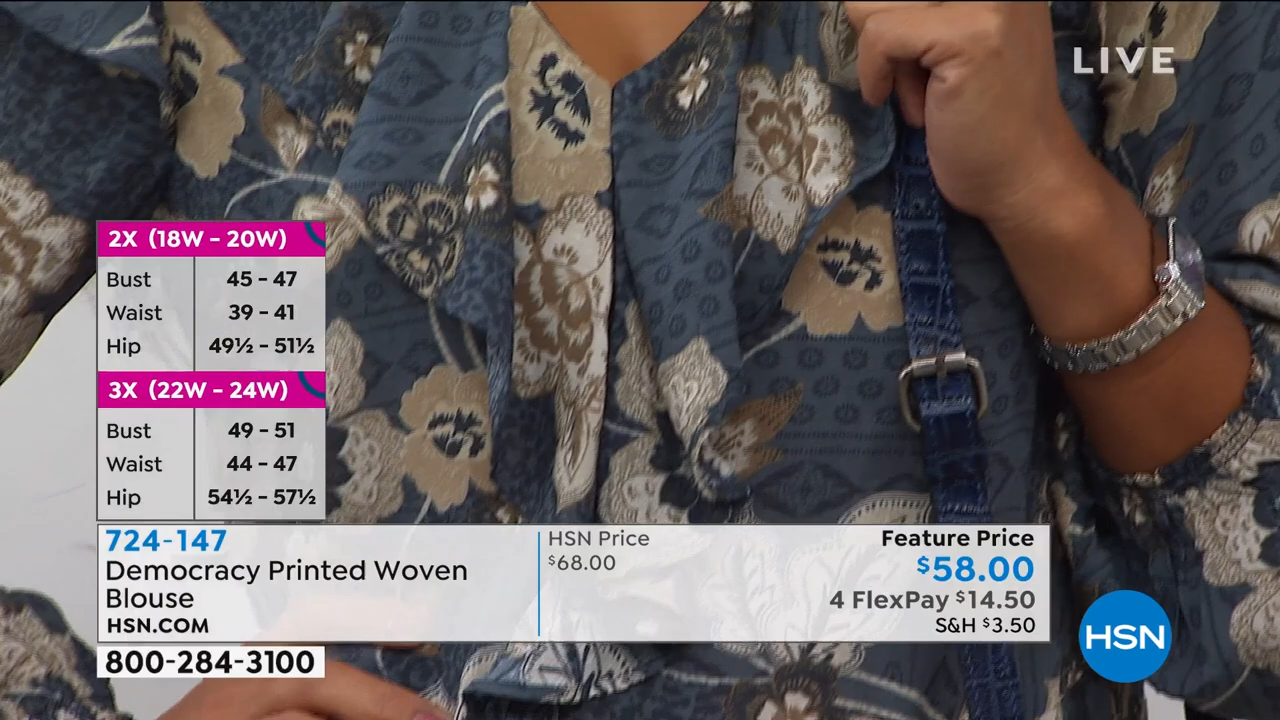 LIVE
2X (18W – 20W)
Bust 45 – 47
Waist 39 – 41
Hip 49½ – 51½
3X (22W – 24W)
Bust 49 – 51
Waist 44 – 47
Hip 54½ – 57½
724-147
Democracy Printed Woven
Blouse
HSN.COM
HSN Price
$68.00
Feature Price
$58.00
4 FlexPay $14.50
S&H $3.50
HSN
800-284-3100